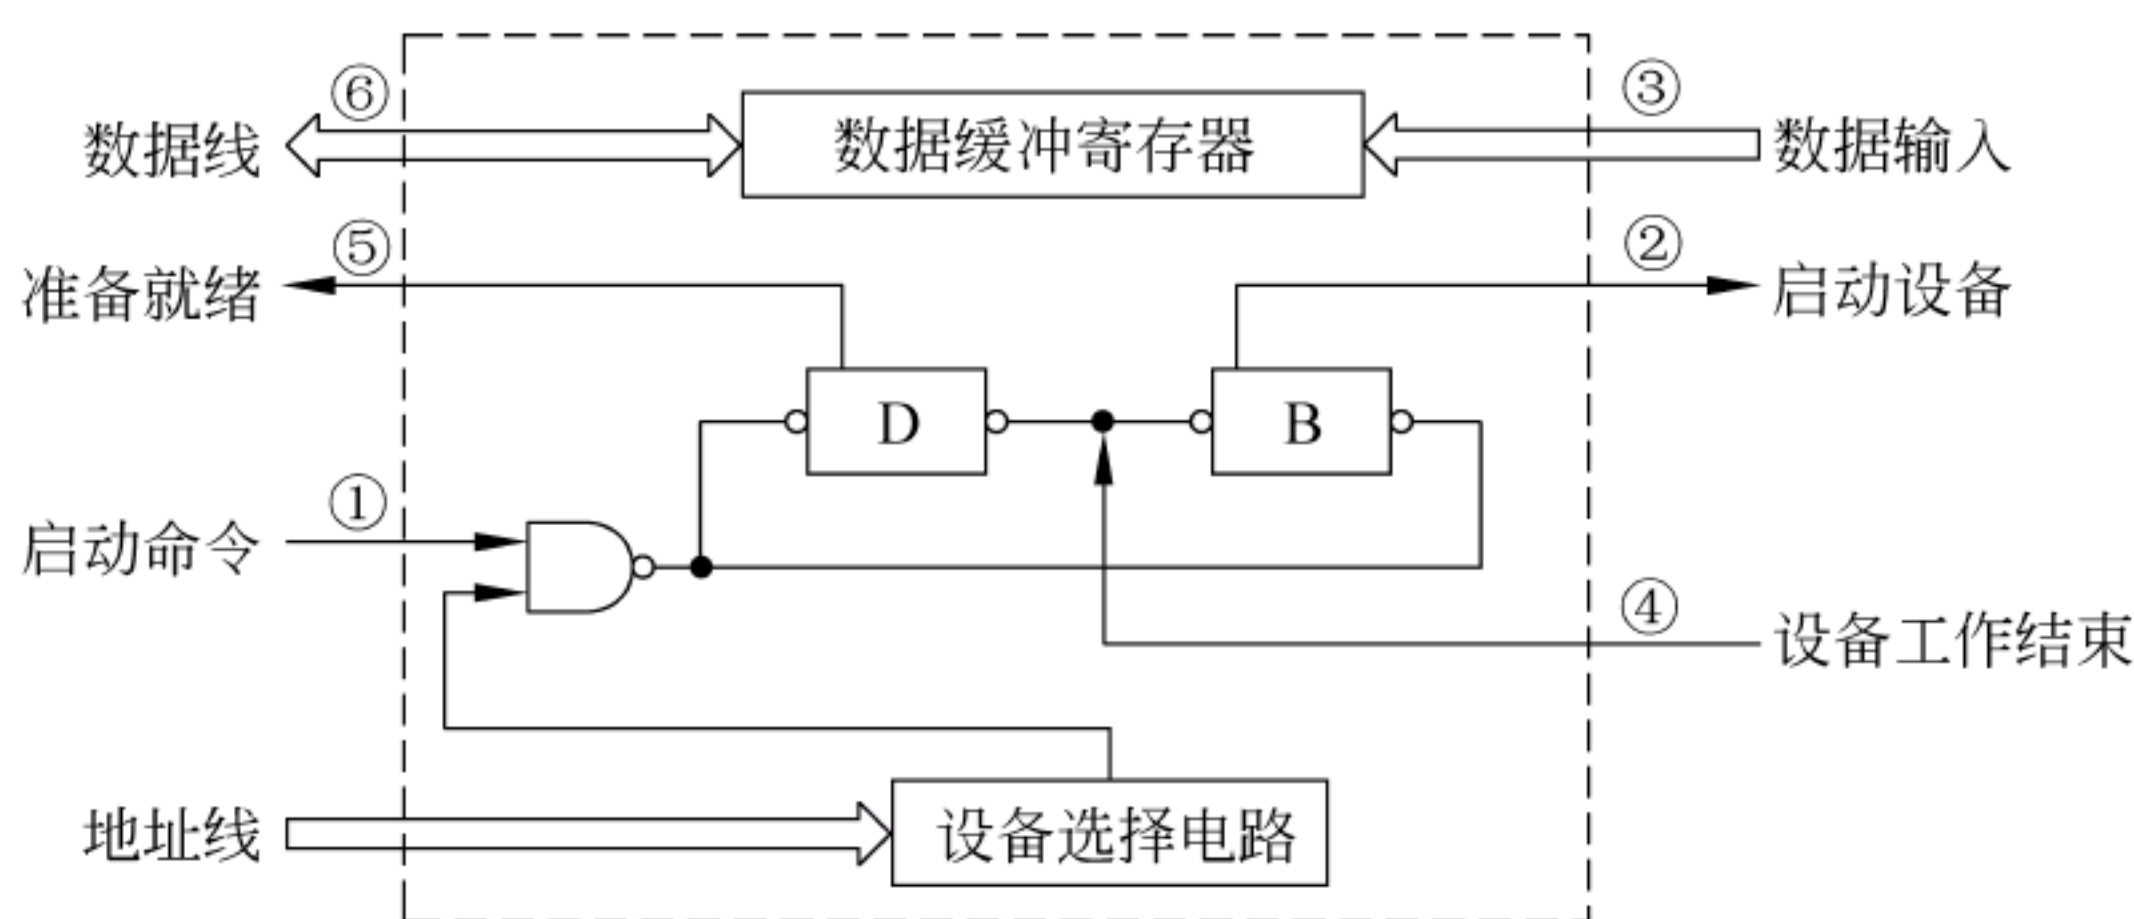 ⑥
③
数据线
数据缓冲寄存器
数据输入
⑤
②
准备就绪
启动设备
D
B
①
启动命令
④
设备工作结束
地址线
设备选择电路